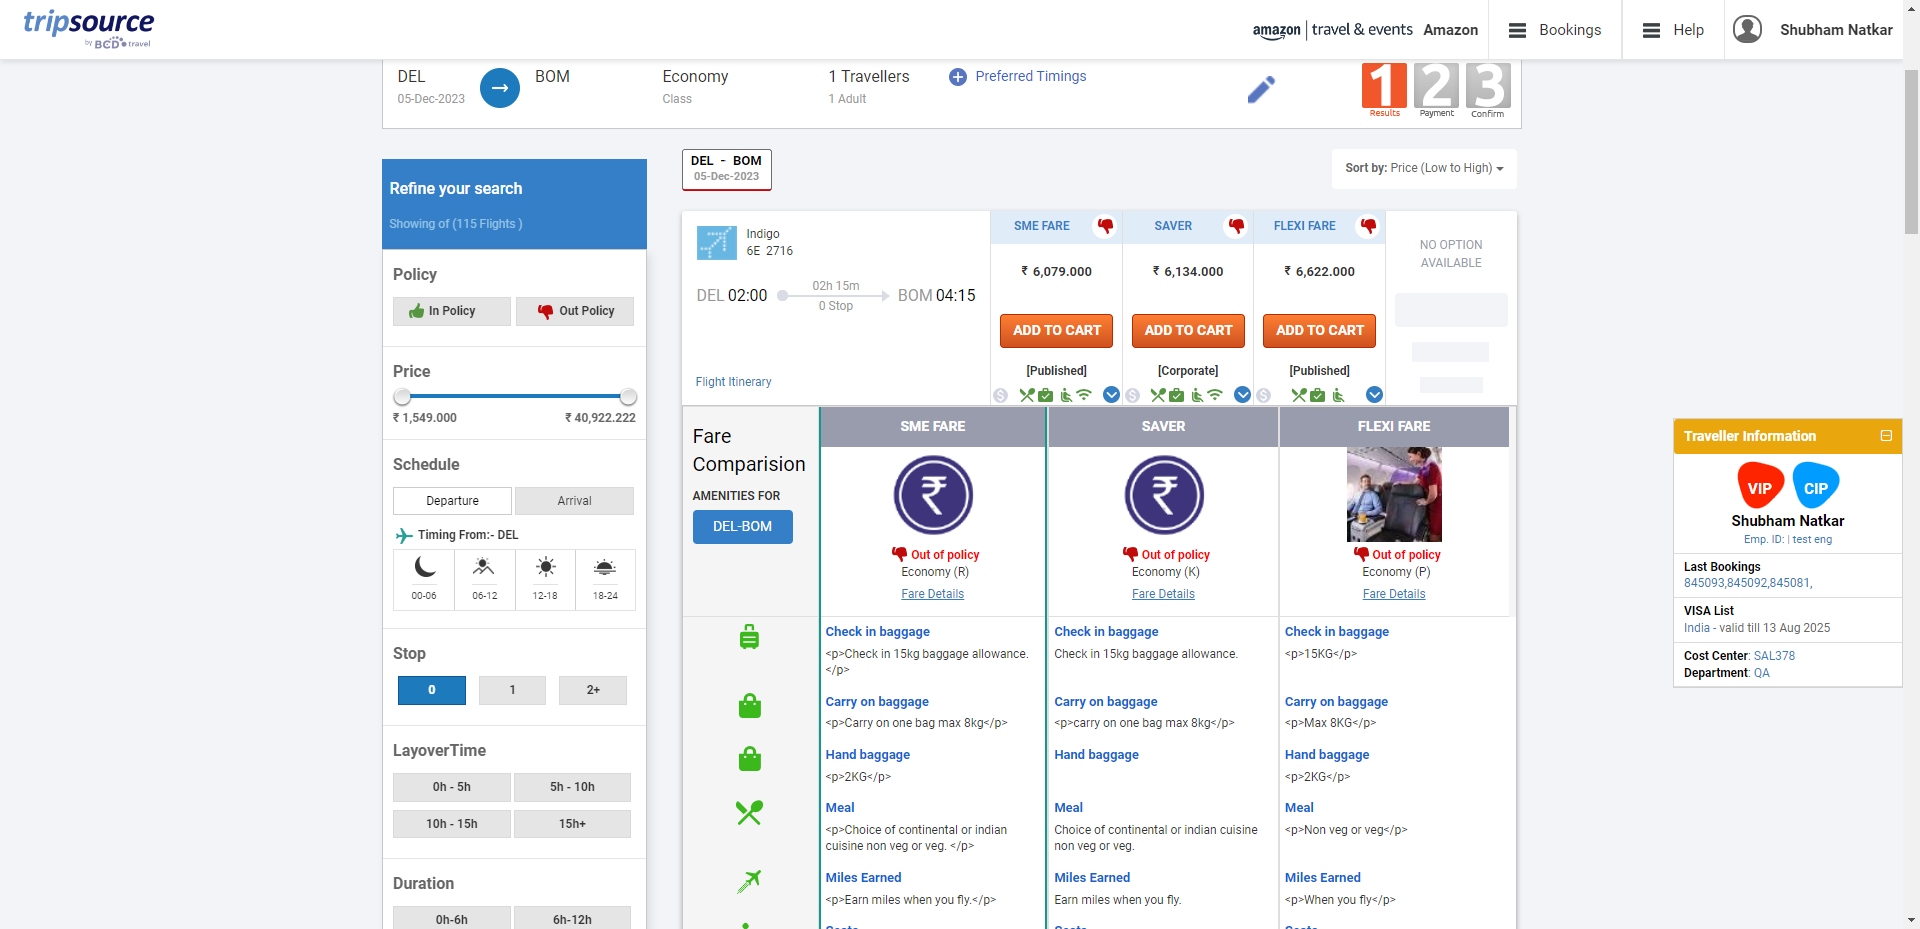 tripsource
by BCD travel
amazon | travel & events Amazon
Bookings
Help
Shubham Natkar
DEL
05-Dec-2023
BOM
Economy
Class
1 Travellers
1 Adult
Preferred Timings
1 2 3
Results Payment Confirm
DEL - BOM
05-Dec-2023
Sort by: Price (Low to High)
Refine your search
Showing of (115 Flights )
Policy
In Policy
Out Policy
Price
₹ 1,549.000
₹ 40,922.222
Schedule
Departure
Arrival
Timing From:- DEL
00-06
06-12
12-18
18-24
Stop
0
1
2+
LayoverTime
0h - 5h
5h - 10h
10h - 15h
15h+
Duration
0h-6h
6h-12h
Indigo
6E 2716
DEL 02:00
02h 15m
0 Stop
BOM 04:15
Flight Itinerary
SME FARE
₹ 6,079.000
ADD TO CART
[Published]
SAVER
₹ 6,134.000
ADD TO CART
[Corporate]
FLEXI FARE
₹ 6,622.000
ADD TO CART
[Published]
NO OPTION
AVAILABLE
Fare
Comparision
AMENITIES FOR
DEL-BOM
SME FARE
Out of policy
Economy (R)
Fare Details
Check in baggage
<p>Check in 15kg baggage allowance.
</p>
Carry on baggage
<p>Carry on one bag max 8kg</p>
Hand baggage
<p>2KG</p>
Meal
<p>Choice of continental or indian
cuisine non veg or veg. </p>
Miles Earned
<p>Earn miles when you fly.</p>
SAVER
Out of policy
Economy (K)
Fare Details
Check in baggage
Check in 15kg baggage allowance.
Carry on baggage
<p>carry on one bag max 8kg</p>
Hand baggage
Meal
Choice of continental or indian cuisine
non veg or veg.
Miles Earned
Earn miles when you fly.
FLEXI FARE
Out of policy
Economy (P)
Fare Details
Check in baggage
<p>15KG</p>
Carry on baggage
<p>Max 8KG</p>
Hand baggage
<p>2KG</p>
Meal
<p>Non veg or veg</p>
Miles Earned
<p>When you fly</p>
Traveller Information
VIP
CIP
Shubham Natkar
Emp. ID: | test eng
Last Bookings
845093,845092,845081,
VISA List
India - valid till 13 Aug 2025
Cost Center: SAL378
Department: QA